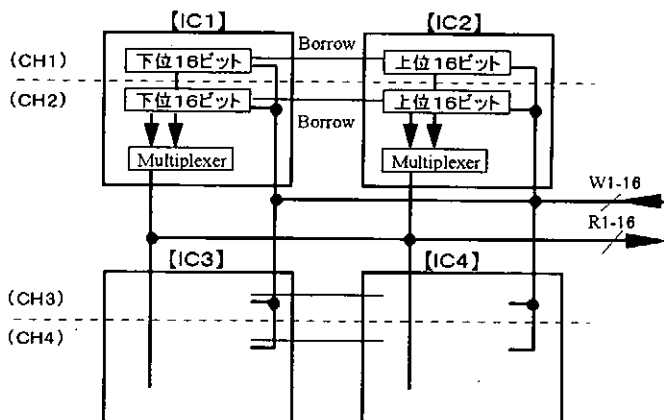 【IC1】
【IC2】
(CH1)
下位16ビット
Borrow
上位16ビット
(CH2)
下位16ビット
Borrow
上位16ビット
Multiplexer
Multiplexer
W1-16
R1-16
【IC3】
【IC4】
(CH3)
(CH4)